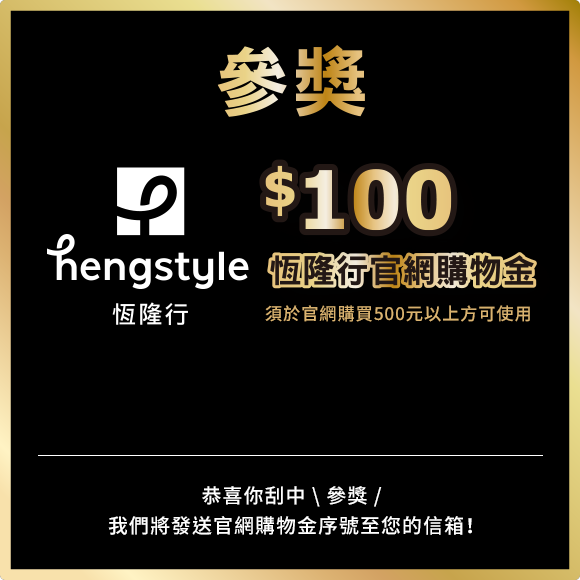 參獎
$100
hengstyle
恆隆行官網購物金
恆隆行
須於官網購買500元以上方可使用
恭喜你刮中 \ 參獎 /
我們將發送官網購物金序號至您的信箱！